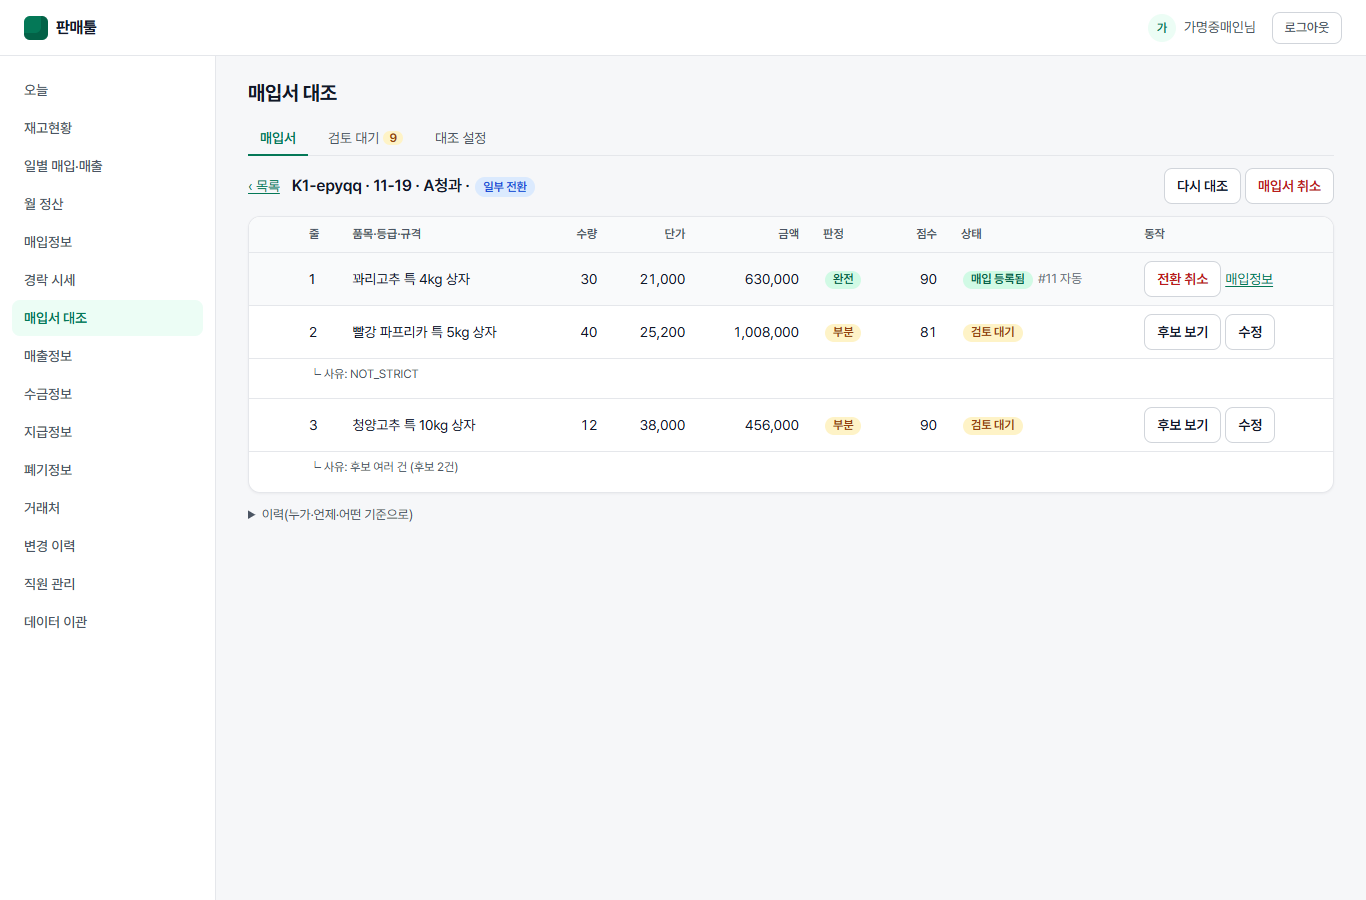 판매툴
가 가명중매인님 로그아웃
오늘
재고현황
일별 매입·매출
월 정산
매입정보
경락 시세
매입서 대조
매출정보
수금정보
지급정보
폐기정보
거래처
변경 이력
직원 관리
데이터 이관
매입서 대조
매입서 검토 대기 9 대조 설정
‹ 목록 K1-epyqq · 11-19 · A청과 · 일부 전환 다시 대조 매입서 취소
줄 품목·등급·규격 수량 단가 금액 판정 점수 상태 동작
1 꽈리고추 특 4kg 상자 30 21,000 630,000 완전 90 매입 등록됨 #11 자동 전환 취소 매입정보
2 빨강 파프리카 특 5kg 상자 40 25,200 1,008,000 부분 81 검토 대기 후보 보기 수정
└ 사유: NOT_STRICT
3 청양고추 특 10kg 상자 12 38,000 456,000 부분 90 검토 대기 후보 보기 수정
└ 사유: 후보 여러 건 (후보 2건)
▶ 이력(누가·언제·어떤 기준으로)